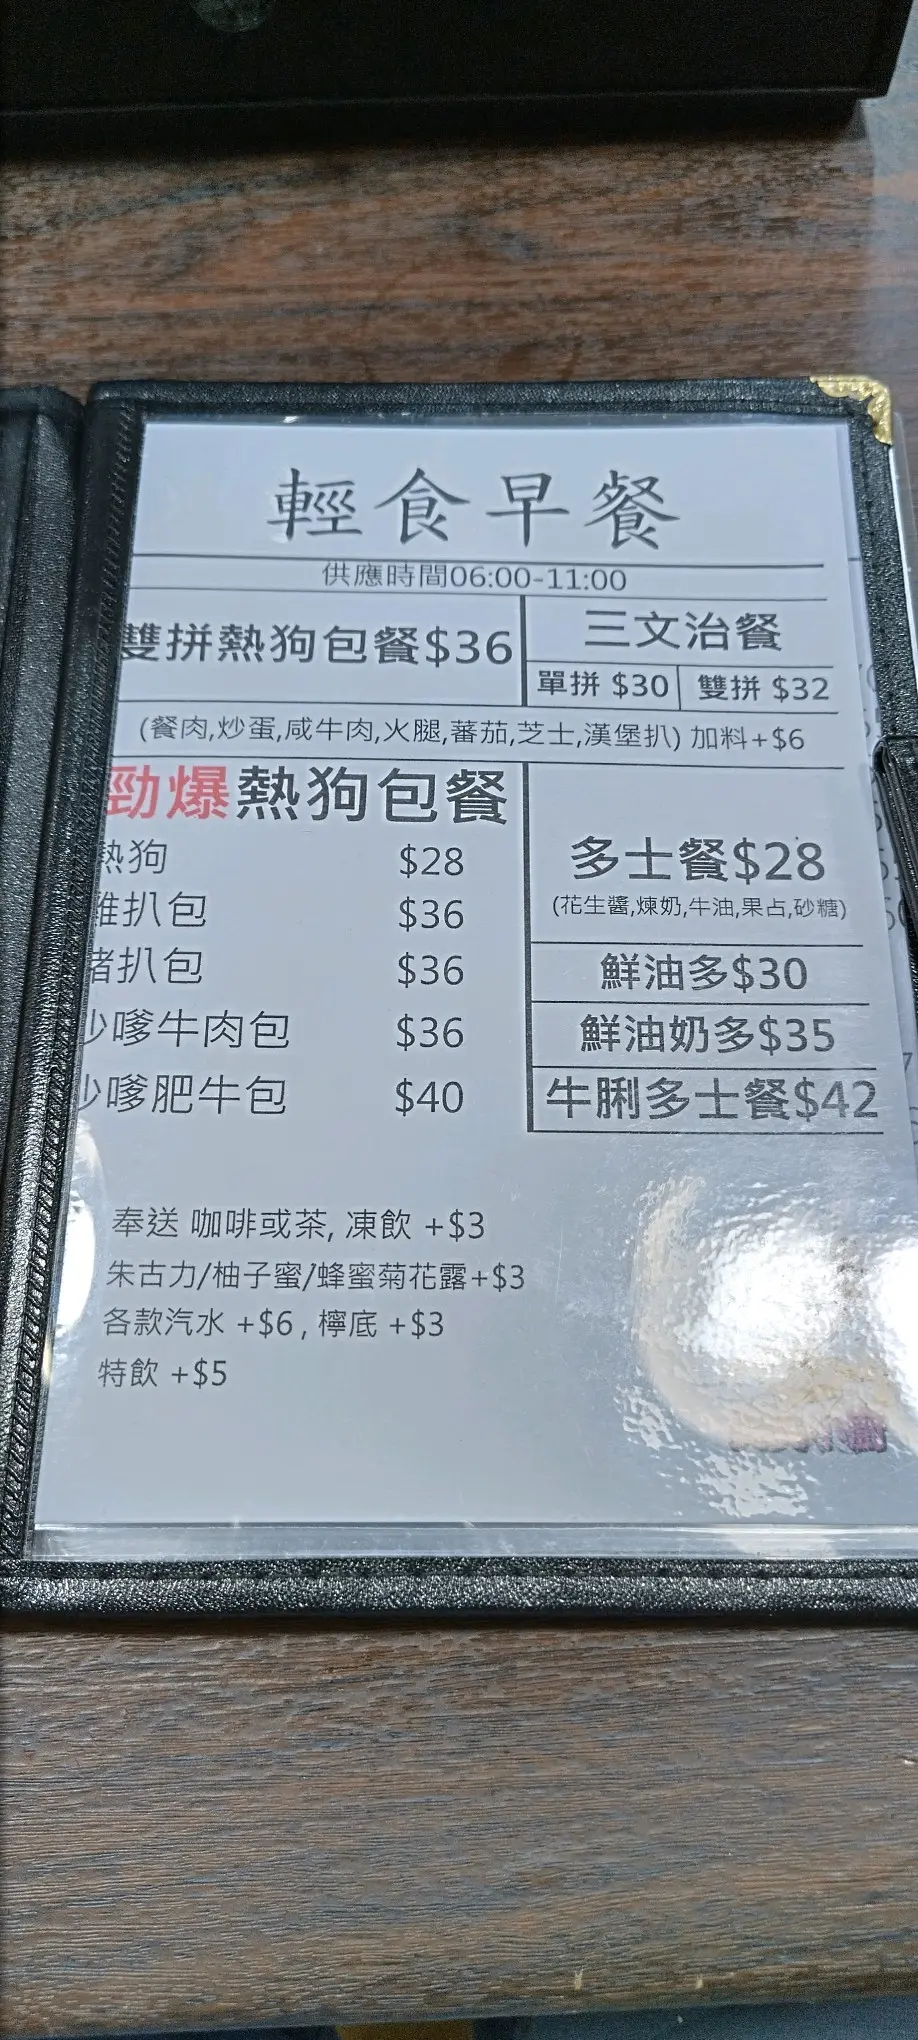 輕食早餐
供應時間06:00-11:00
雙拼熱狗包餐$36
三文治餐
單拼 $30 雙拼 $32
(餐肉,炒蛋,咸牛肉,火腿,蕃茄,芝士,漢堡扒) 加料+$6
勁爆熱狗包餐
熱狗 $28
雞扒包 $36
豬扒包 $36
沙嗲牛肉包 $36
沙嗲肥牛包 $40
多士餐$28
(花生醬,煉奶,牛油,果占,砂糖)
鮮油多$30
鮮油奶多$35
牛脷多士餐$42
奉送 咖啡或茶, 凍飲 +$3
朱古力/柚子蜜/蜂蜜菊花露+$3
各款汽水 +$6 , 檸底 +$3
特飲 +$5